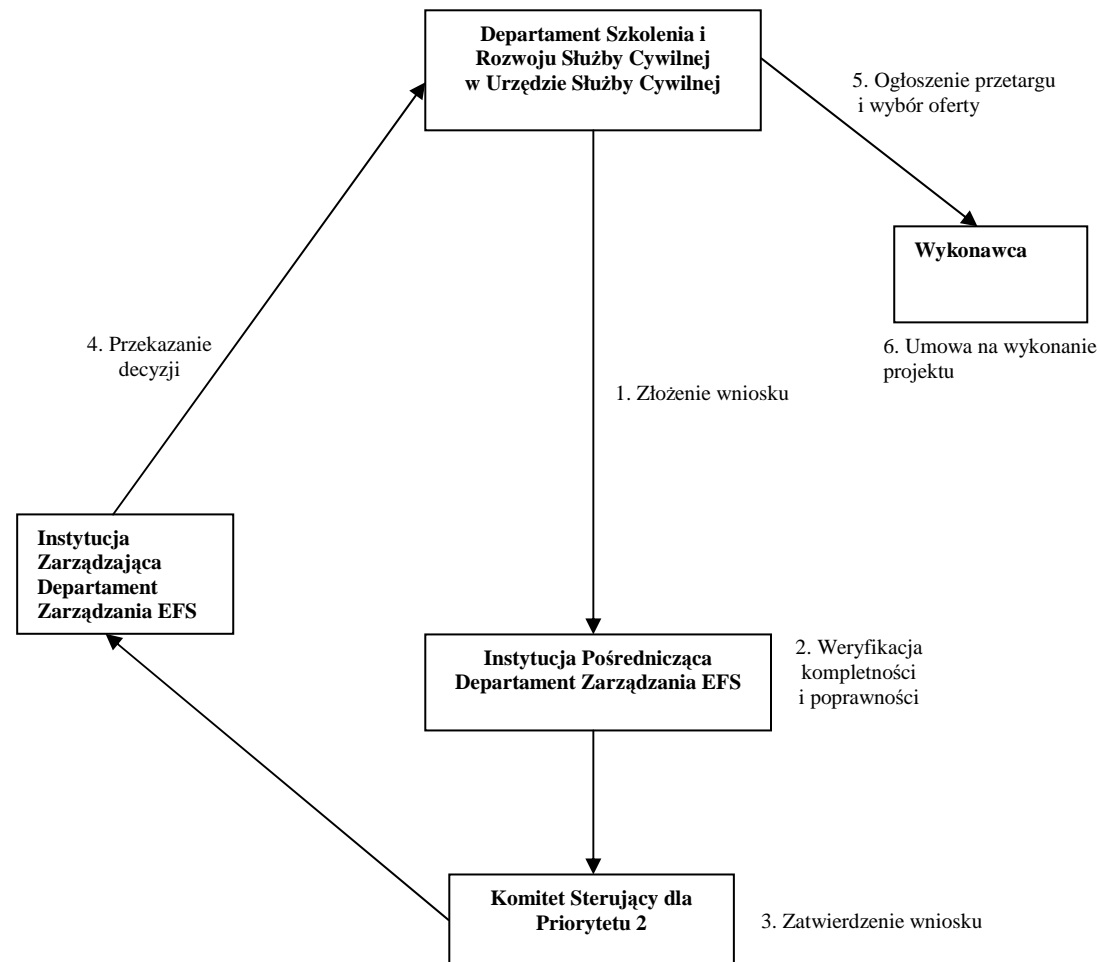 Departament Szkolenia i
Rozwoju Służby Cywilnej
w Urzędzie Służby Cywilnej
5. Ogłoszenie przetargu
i wybór oferty
Wykonawca
6. Umowa na wykonanie
projektu
4. Przekazanie
decyzji
1. Złożenie wniosku
Instytucja
Zarządzająca
Departament
Zarządzania EFS
Instytucja Pośrednicząca
Departament Zarządzania EFS
2. Weryfikacja
kompletności
i poprawności
Komitet Sterujący dla
Priorytetu 2
3. Zatwierdzenie wniosku